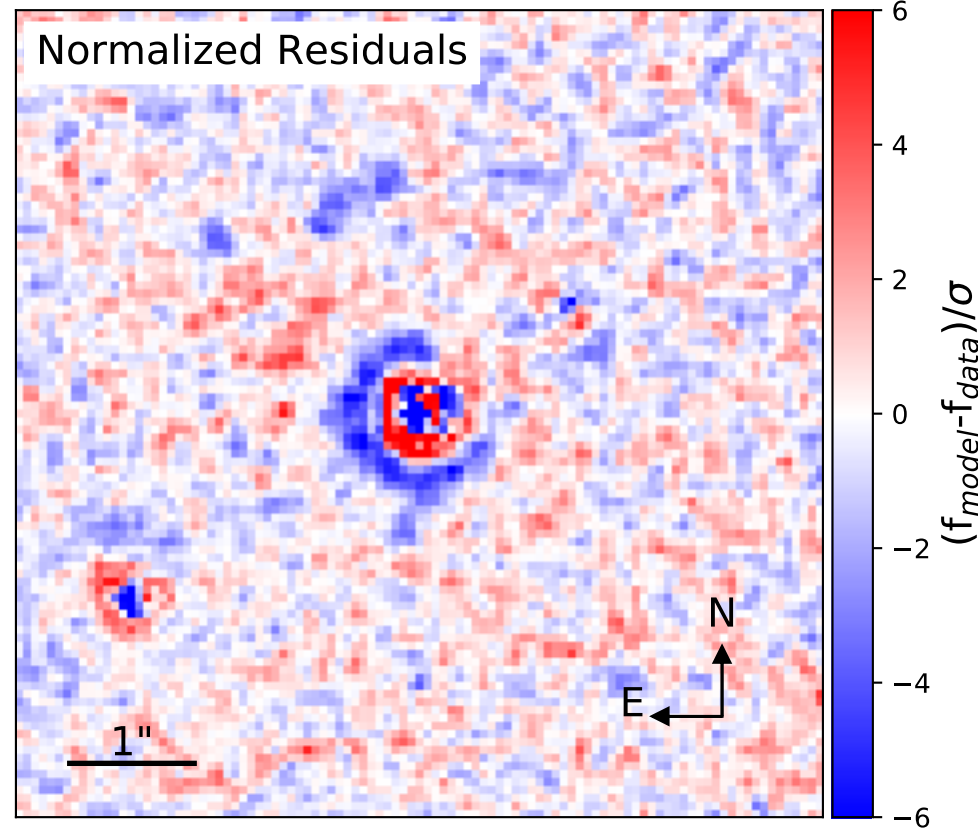 Normalized Residuals
6
4
2
0
−2
−4
−6
(f_model-f_data)/σ
N
E
1"